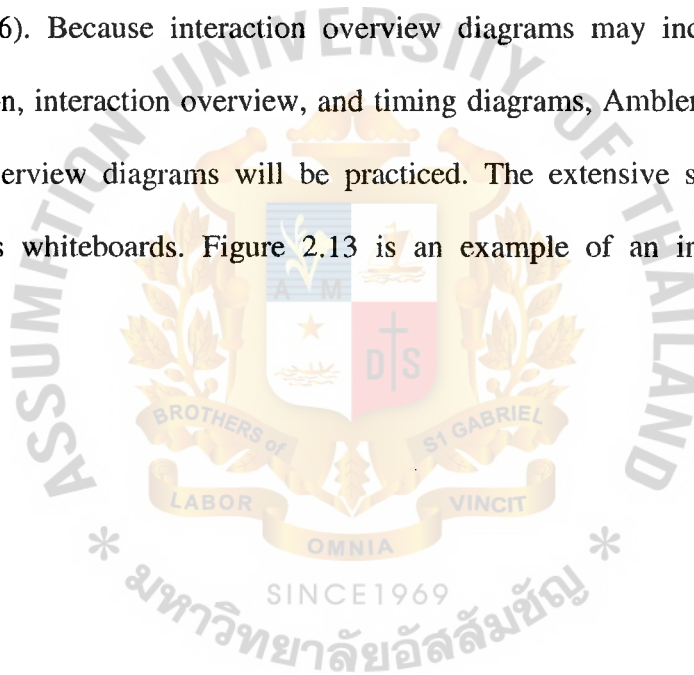 6). Because interaction overview diagrams may inc
n, interaction overview, and timing diagrams, Ambler
erview diagrams will be practiced. The extensive s
s whiteboards. Figure 2.13 is an example of an in
ASSUMPTION UNIVERSITY OF THAILAND
A M
D S
BROTHERS of ST GABRIEL
LABOR VINCIT
OMNIA
* SINCE1969 *
มหาวิทยาลัยอัสสัมชัญ